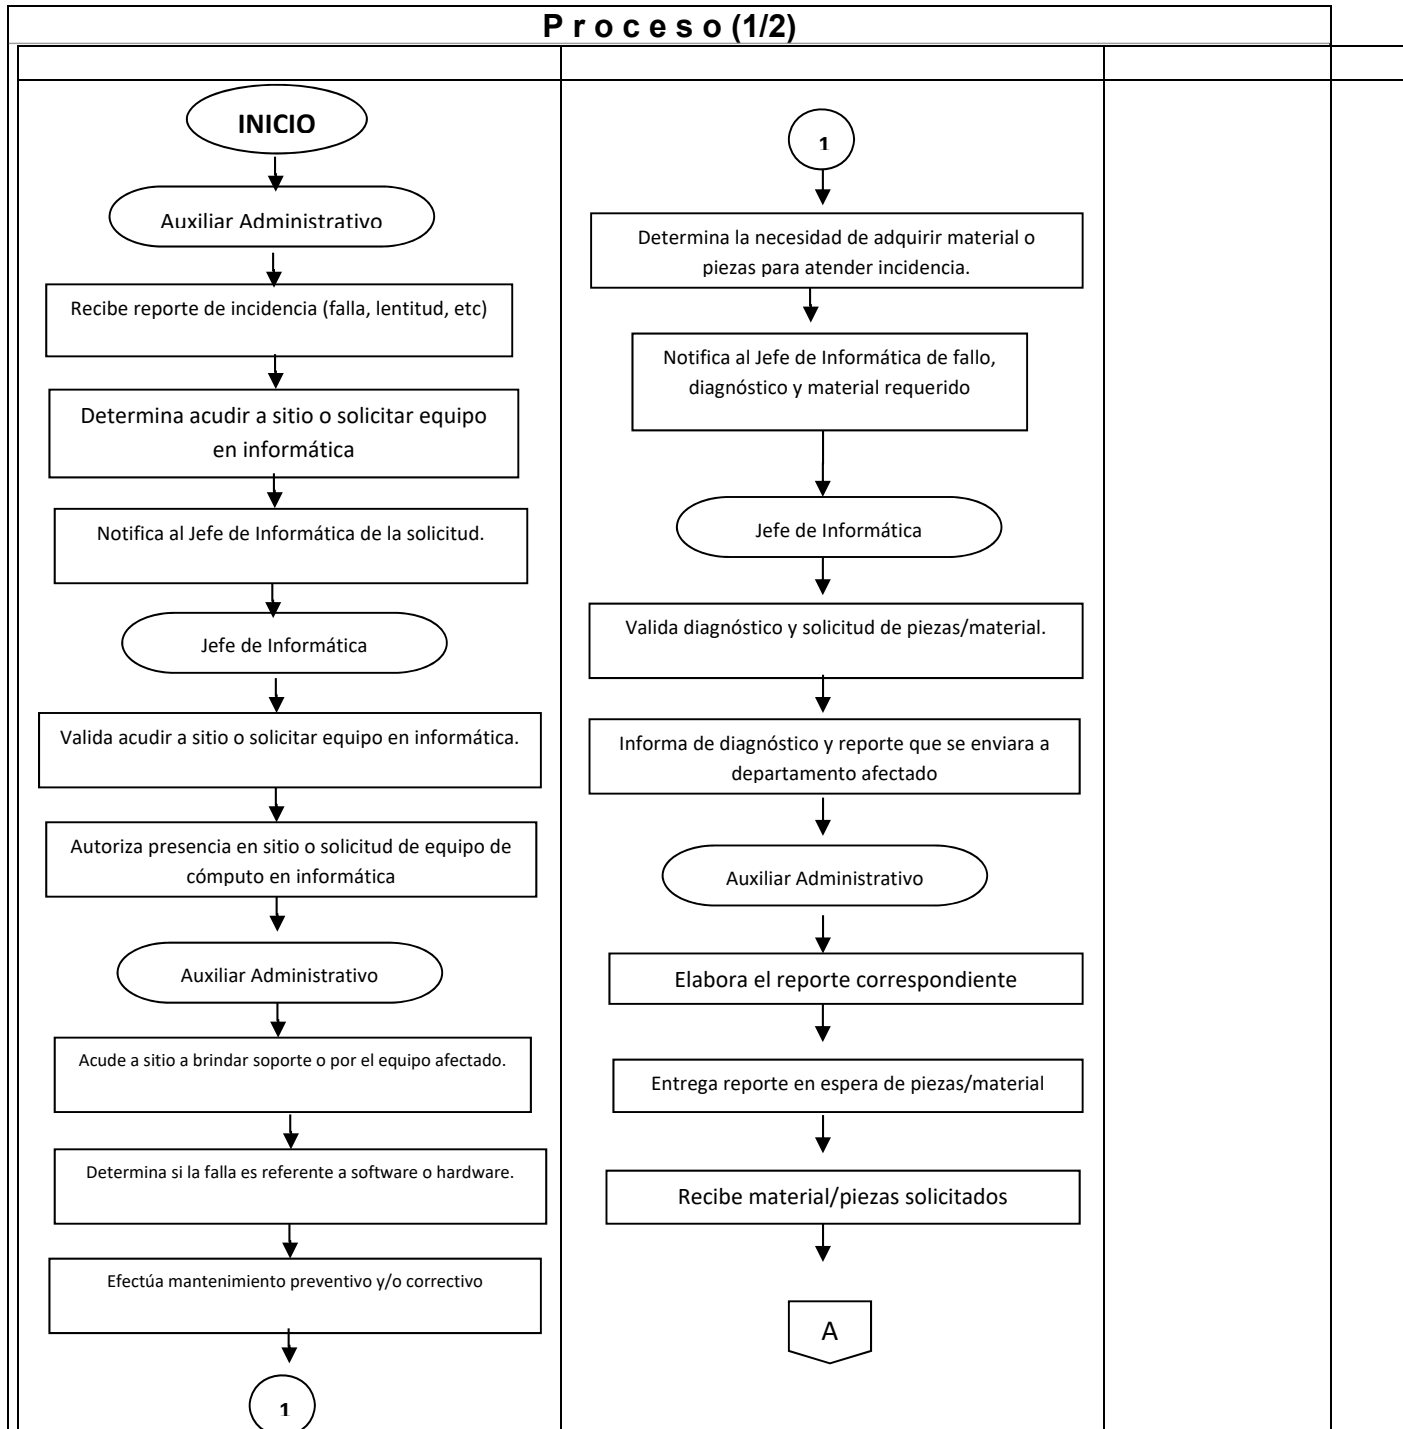 P r o c e s o (1/2)
INICIO
Auxiliar Administrativo
Recibe reporte de incidencia (falla, lentitud, etc)
Determina acudir a sitio o solicitar equipo
en informática
Notifica al Jefe de Informática de la solicitud.
Jefe de Informática
Valida acudir a sitio o solicitar equipo en informática.
Autoriza presencia en sitio o solicitud de equipo de
cómputo en informática
Auxiliar Administrativo
Acude a sitio a brindar soporte o por el equipo afectado.
Determina si la falla es referente a software o hardware.
Efectúa mantenimiento preventivo y/o correctivo
1
1
Determina la necesidad de adquirir material o
piezas para atender incidencia.
Notifica al Jefe de Informática de fallo,
diagnóstico y material requerido
Jefe de Informática
Valida diagnóstico y solicitud de piezas/material.
Informa de diagnóstico y reporte que se enviara a
departamento afectado
Auxiliar Administrativo
Elabora el reporte correspondiente
Entrega reporte en espera de piezas/material
Recibe material/piezas solicitados
A